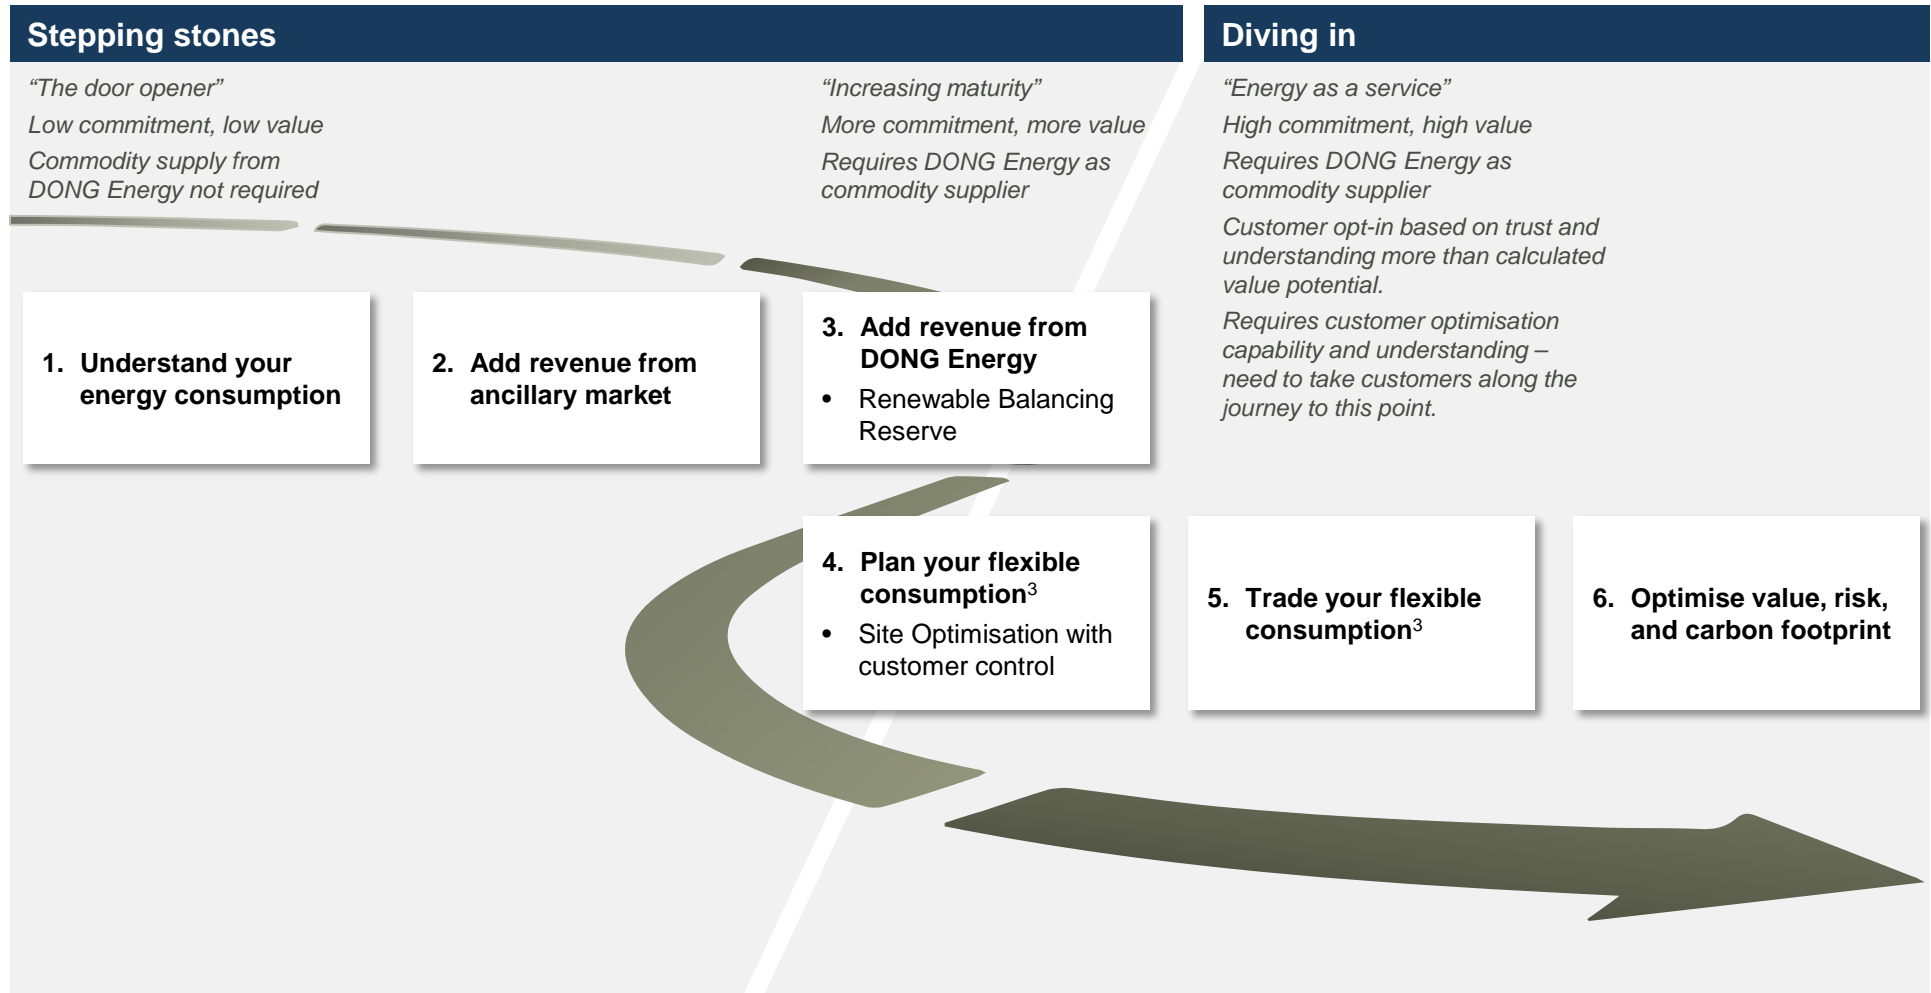 Stepping stones
“The door opener”
Low commitment, low value
Commodity supply from
DONG Energy not required
“Increasing maturity”
More commitment, more value
Requires DONG Energy as
commodity supplier
Diving in
“Energy as a service”
High commitment, high value
Requires DONG Energy as
commodity supplier
Customer opt-in based on trust and
understanding more than calculated
value potential.
Requires customer optimisation
capability and understanding –
need to take customers along the
journey to this point.
1. Understand your
energy consumption
2. Add revenue from
ancillary market
3. Add revenue from
DONG Energy
• Renewable Balancing
Reserve
4. Plan your flexible
consumption³
• Site Optimisation with
customer control
5. Trade your flexible
consumption³
6. Optimise value, risk,
and carbon footprint